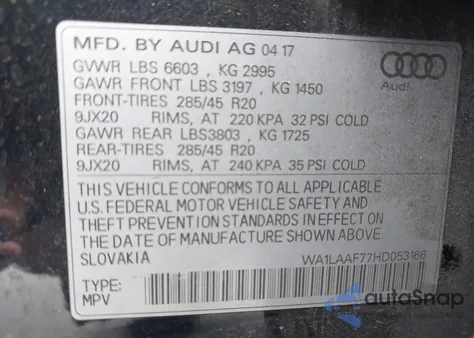 MFD. BY AUDI AG 04 17
GVWR LBS 6603 , KG 2995
GAWR FRONT LBS 3197 , KG 1450
FRONT-TIRES 285/45 R20
9JX20 RIMS, AT 220 KPA 32 PSI COLD
GAWR REAR LBS3803 , KG 1725
REAR-TIRES 285/45 R20
9JX20 RIMS, AT 240 KPA 35 PSI COLD
Audi
THIS VEHICLE CONFORMS TO ALL APPLICABLE
U.S. FEDERAL MOTOR VEHICLE SAFETY AND
THEFT PREVENTION STANDARDS IN EFFECT ON
THE DATE OF MANUFACTURE SHOWN ABOVE.
SLOVAKIA WA1LAAF77HD053166
TYPE:
MPV
autoSnap